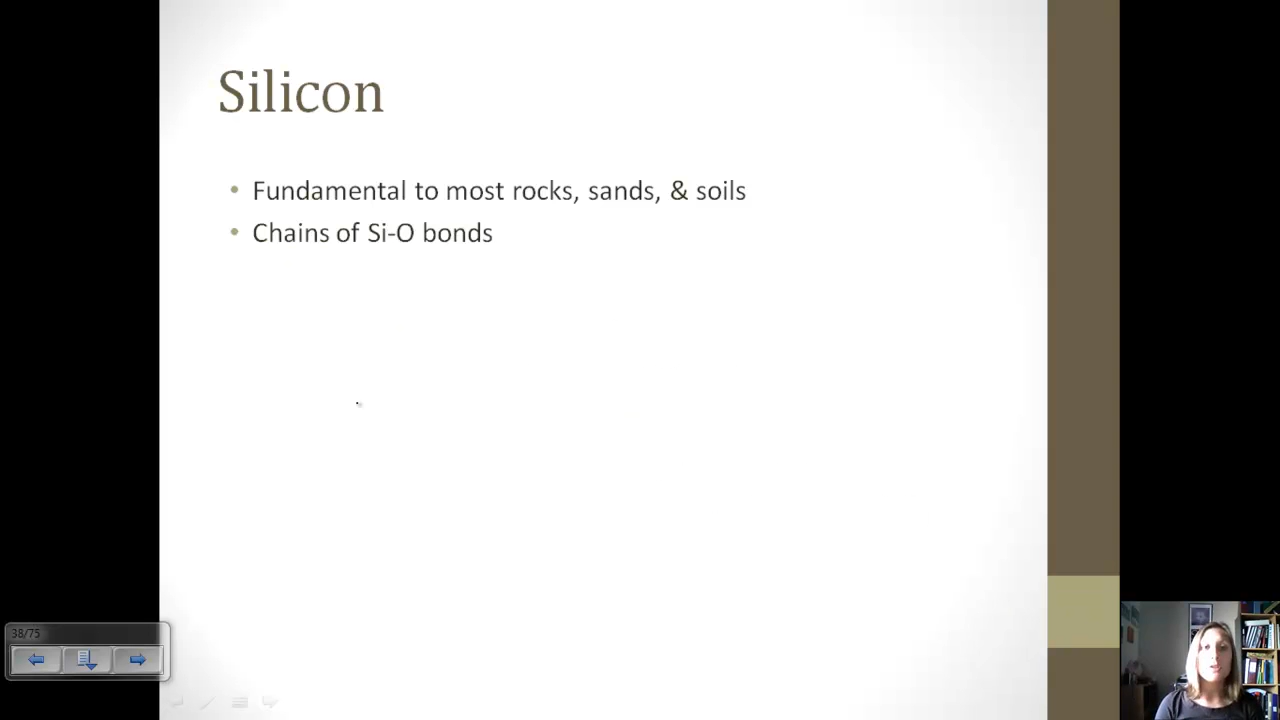 Silicon
• Fundamental to most rocks, sands, & soils
• Chains of Si-O bonds
38/75